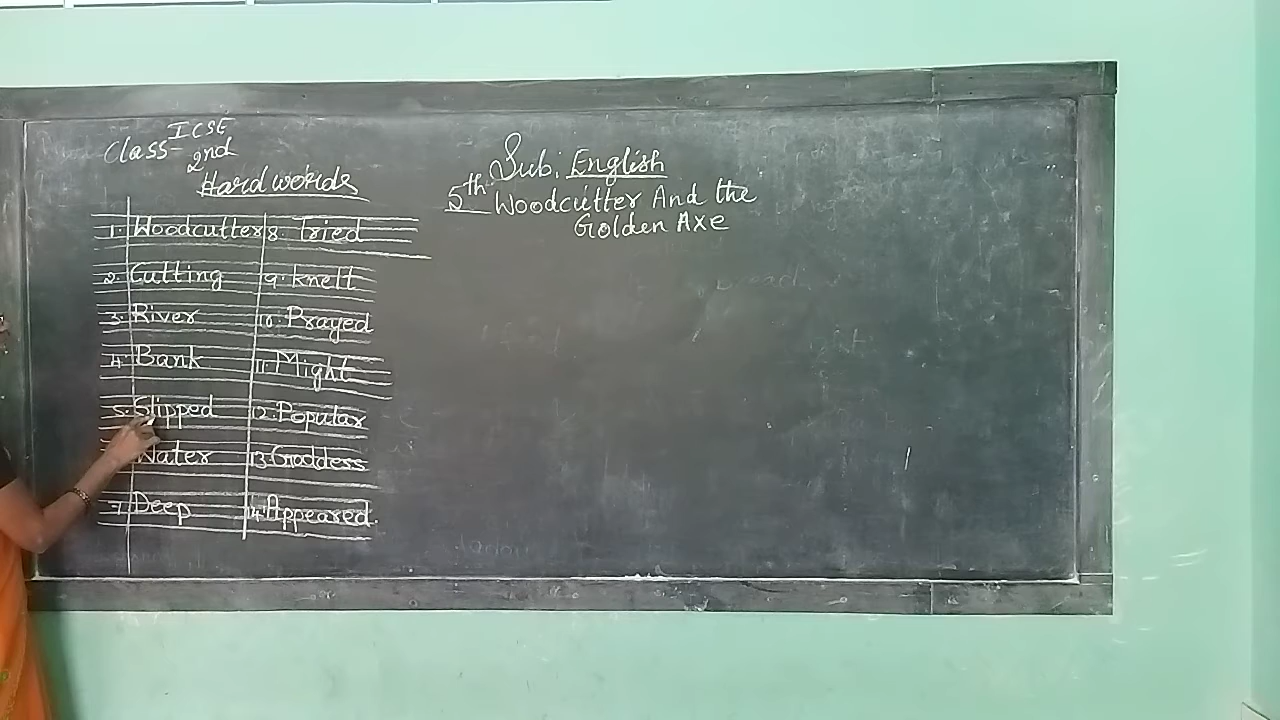 ICSE
Class- 2nd
Hard words
Sub: English
5th Woodcutter And the
Golden Axe
1. Woodcutter
2. Cutting
3. River
4. Bank
5. Slipped
Water
7. Deep
8. Tried
9. Knelt
10. Prayed
11. Might
12. Popular
13. Goddess
14. Appeared.